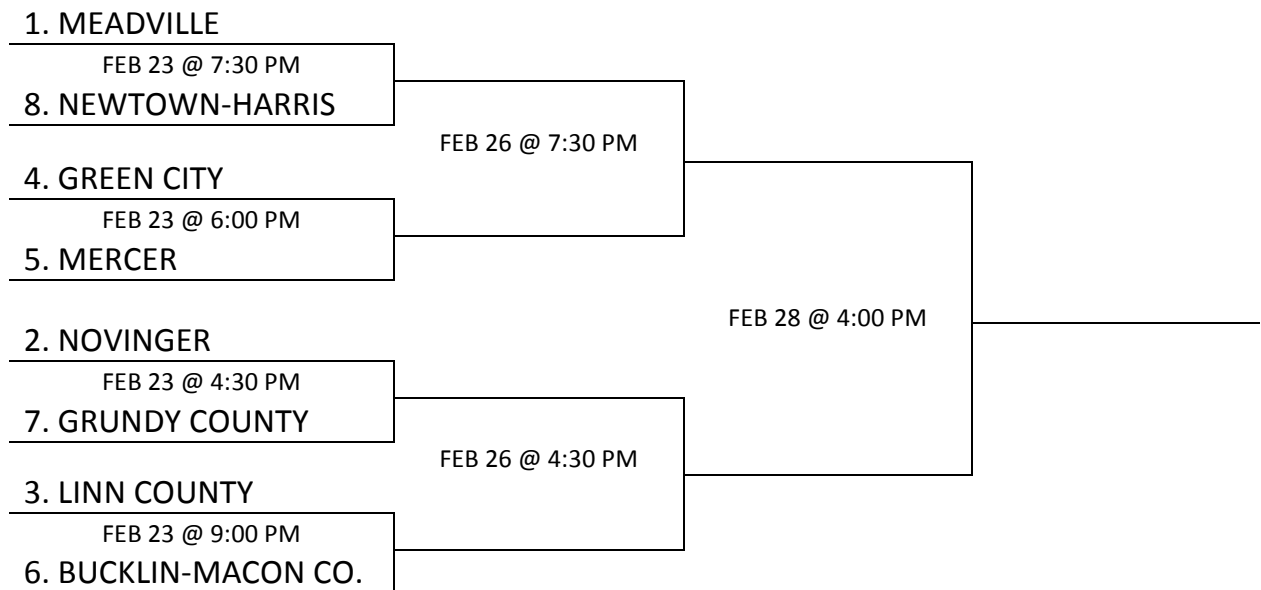 1. MEADVILLE
FEB 23 @ 7:30 PM
8. NEWTOWN-HARRIS
FEB 26 @ 7:30 PM
4. GREEN CITY
FEB 23 @ 6:00 PM
5. MERCER
FEB 28 @ 4:00 PM
2. NOVINGER
FEB 23 @ 4:30 PM
7. GRUNDY COUNTY
FEB 26 @ 4:30 PM
3. LINN COUNTY
FEB 23 @ 9:00 PM
6. BUCKLIN-MACON CO.